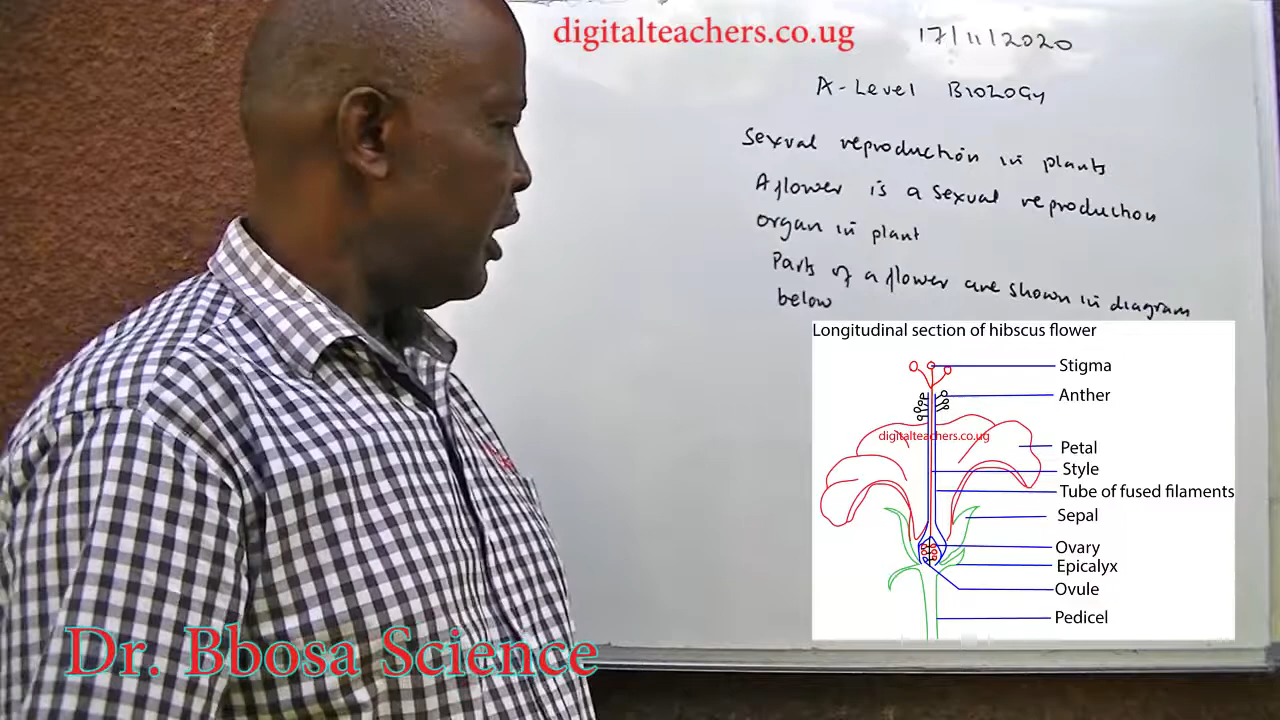 digitalteachers.co.ug
17/11/2020
A-Level BIOLOGY
Sexual reproduction in plants
A flower is a sexual reproduction
organ in plant
Parts of a flower are shown in diagram
below
Longitudinal section of hibscus flower
Stigma
Anther
digitalteachers.co.ug
Petal
Style
Tube of fused filaments
Sepal
Ovary
Epicalyx
Ovule
Pedicel
Dr. Bbosa Science